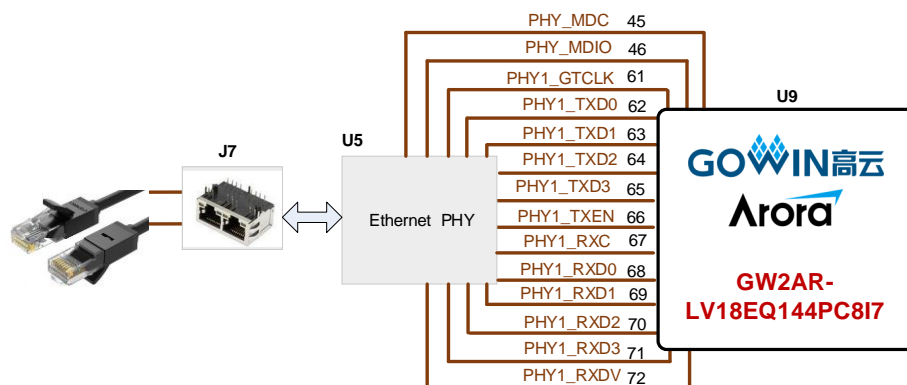 PHY_MDC 45
PHY_MDIO 46
PHY1_GTCLK 61
U9
PHY1_TXD0 62
PHY1_TXD1 63
U5
J7
PHY1_TXD2 64
GOWIN高云
PHY1_TXD3 65
Arora
Ethernet PHY
PHY1_TXEN 66
PHY1_RXC 67
PHY1_RXD0 68
GW2AR-
PHY1_RXD1 69
LV18EQ144PC8I7
PHY1_RXD2 70
PHY1_RXD3 71
PHY1_RXDV 72